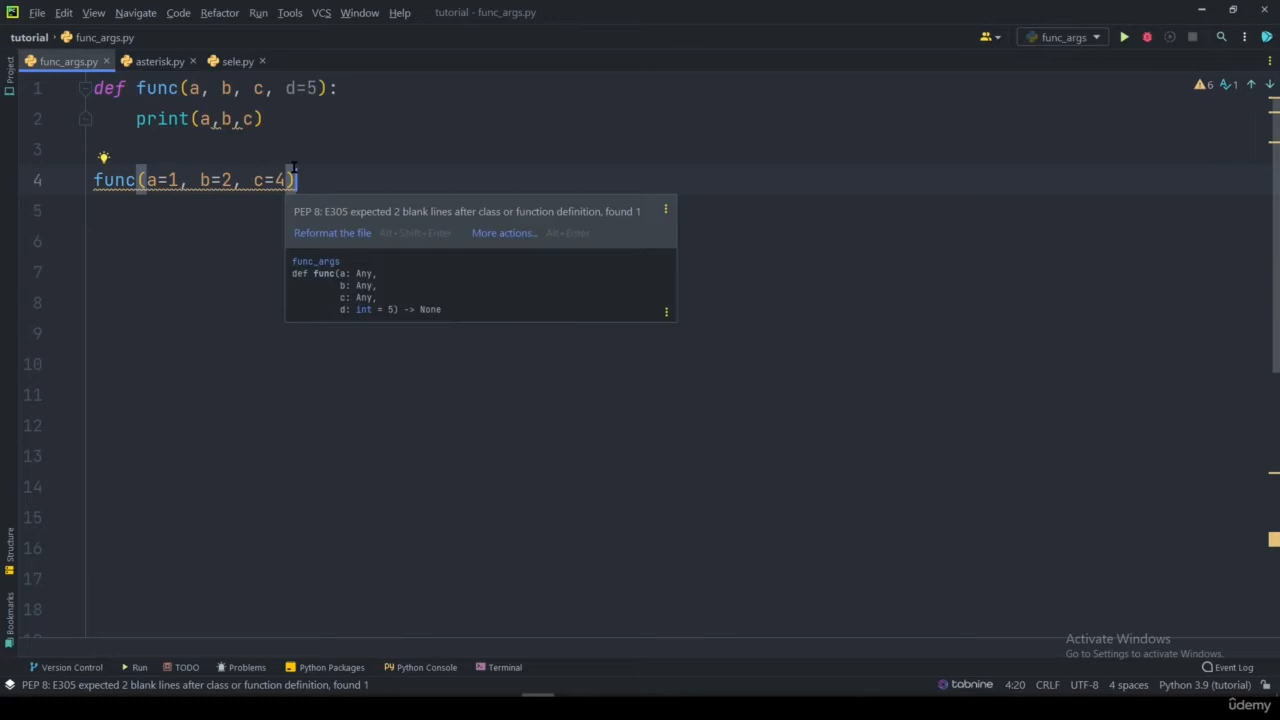 File Edit View Navigate Code Refactor Run Tools VCS Window Help tutorial - func_args.py
tutorial func_args.py func_args
func_args.py asterisk.py sele.py
Project
1 def func(a, b, c, d=5): 6 1
2 print(a,b,c)
3
4 func(a=1, b=2, c=4)
5
PEP 8: E305 expected 2 blank lines after class or function definition, found 1
Reformat the file Alt+Shift+Enter More actions... Alt+Enter
6
func_args
7 def func(a: Any,
b: Any,
8 c: Any,
d: int = 5) -> None
9
10
11
12
13
14
15
16
17
18
Structure
Bookmarks
Activate Windows
Go to Settings to activate Windows.
Version Control Run TODO Problems Python Packages Python Console Terminal Event Log
PEP 8: E305 expected 2 blank lines after class or function definition, found 1 tabnine 4:20 CRLF UTF-8 4 spaces Python 3.9 (tutorial)
ûdemy